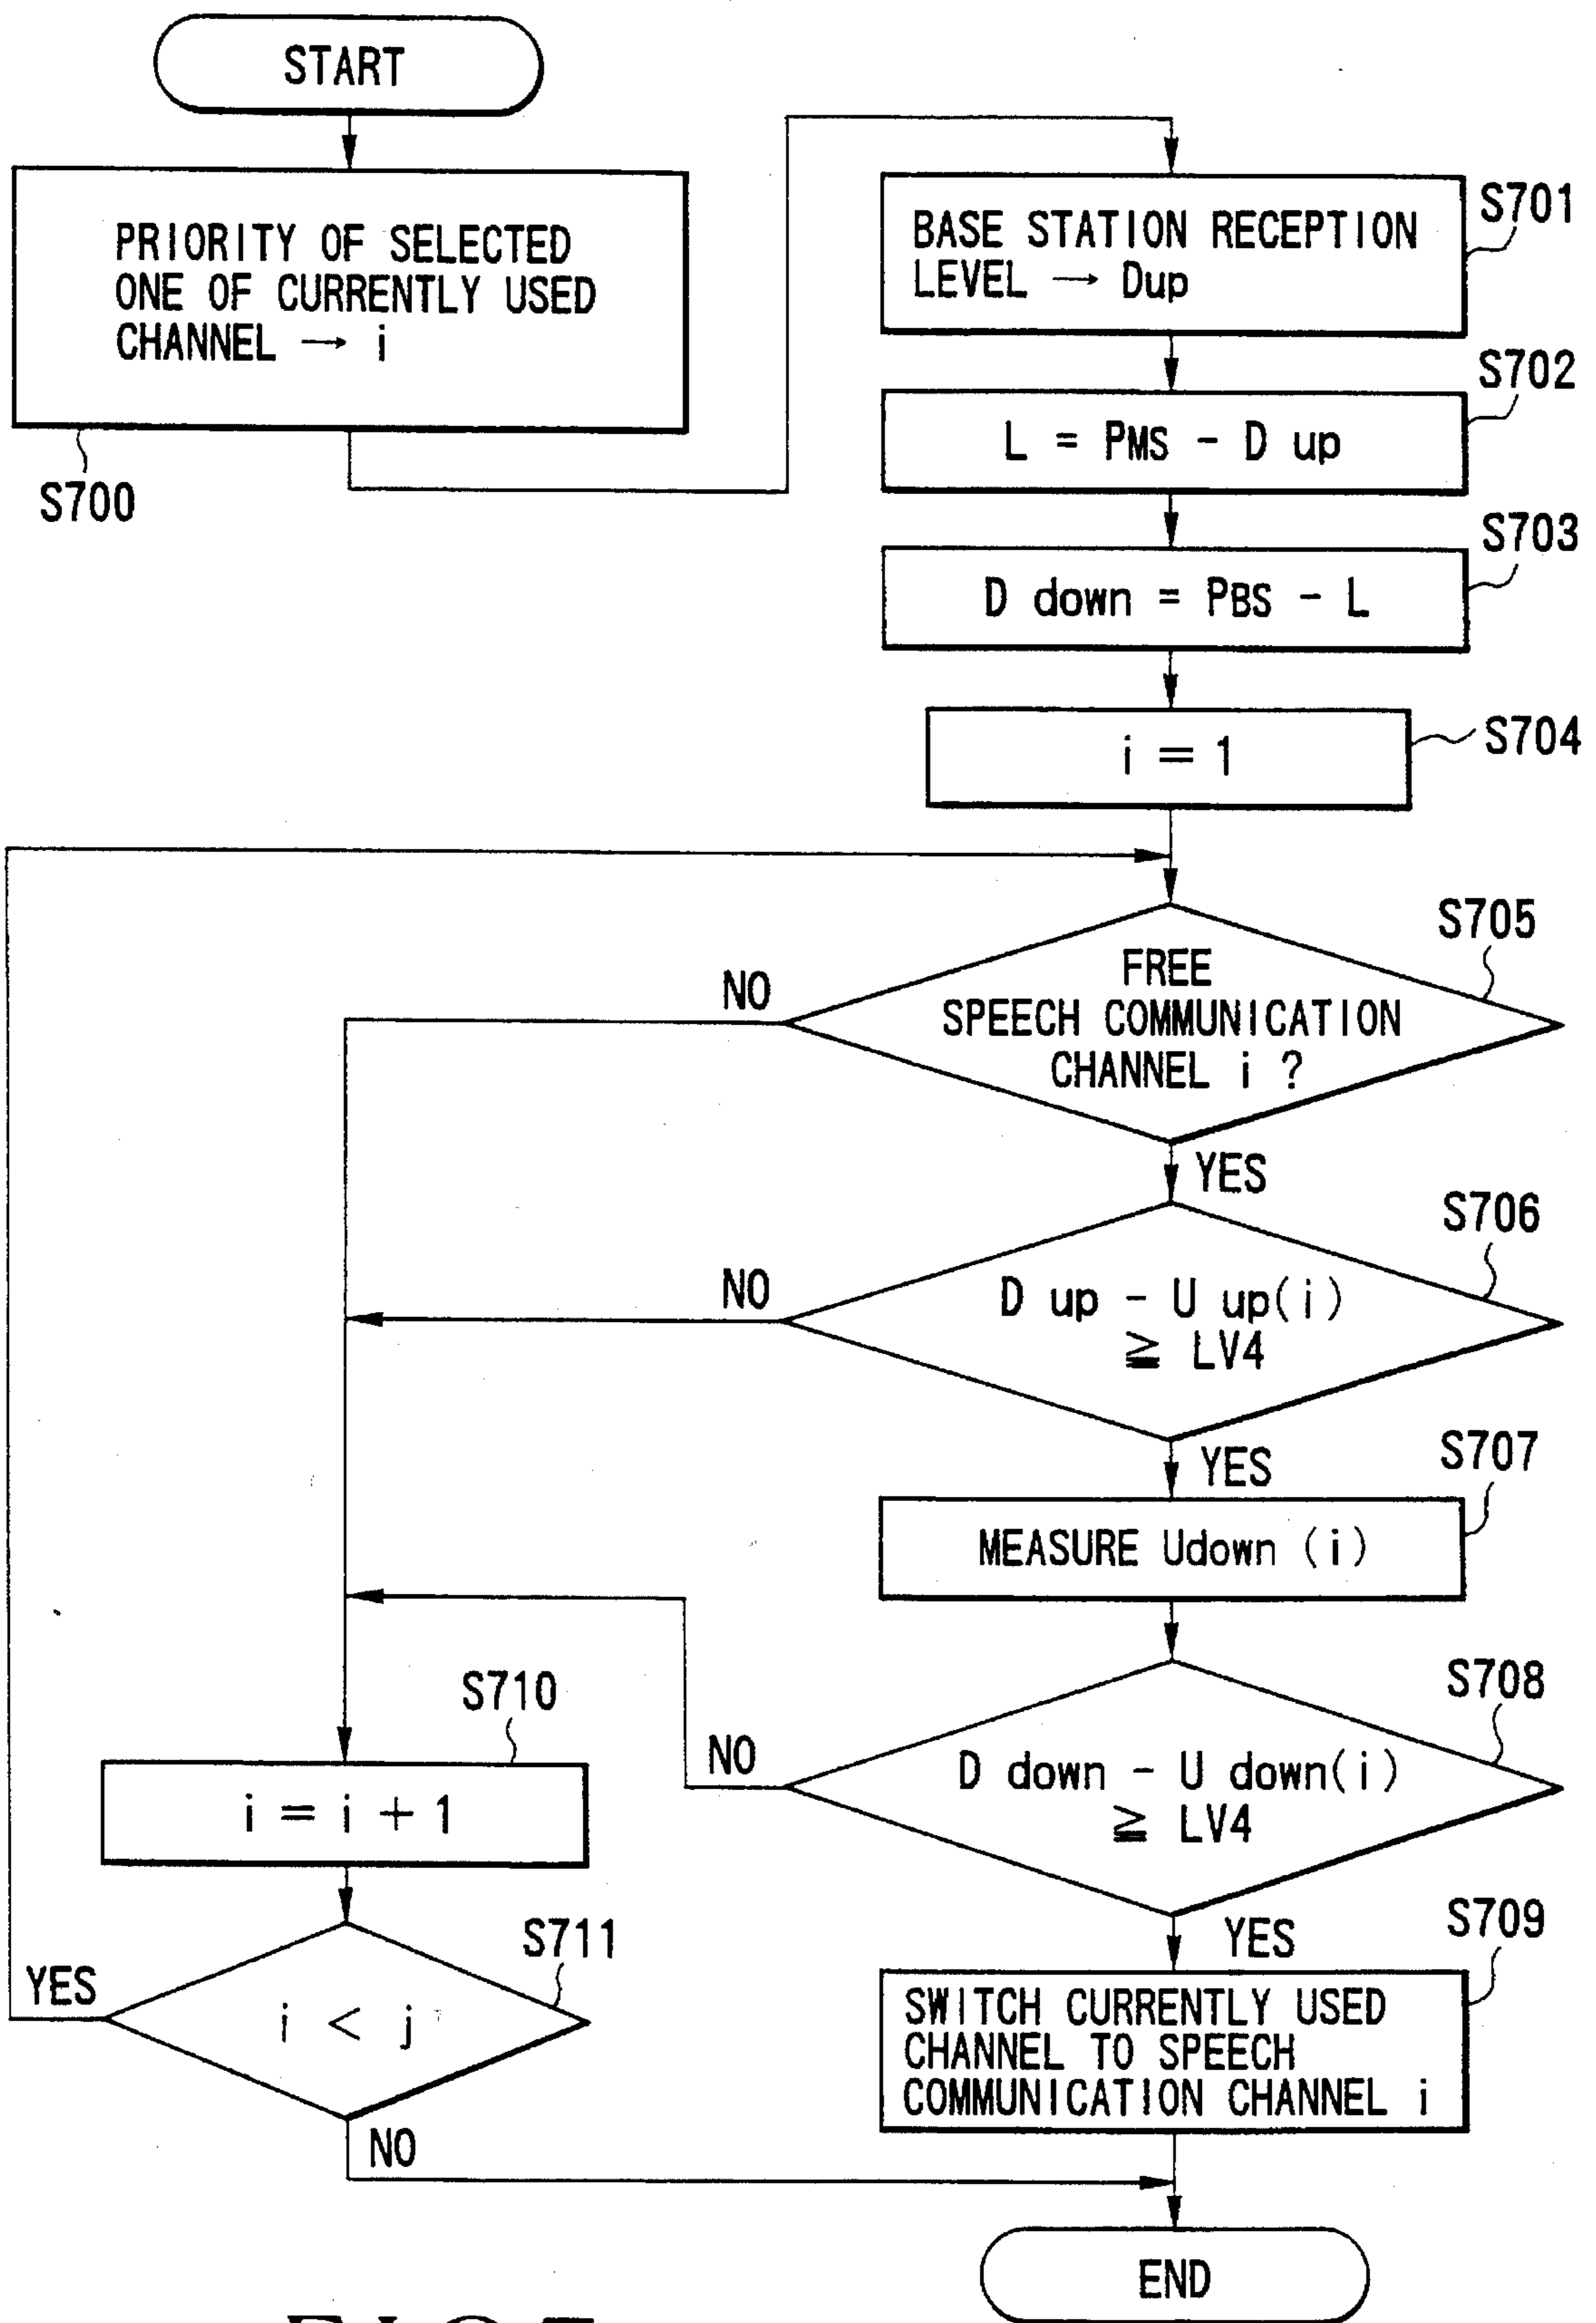 START
PRIORITY OF SELECTED
ONE OF CURRENTLY USED
CHANNEL → i
S700
BASE STATION RECEPTION
LEVEL → Dup
S701
S702
L = PMS - D up
S703
D down = PBS - L
S704
i = 1
S705
FREE
SPEECH COMMUNICATION
CHANNEL i ?
NO
YES
S706
D up - U up(i)
≧ LV4
NO
YES
S707
MEASURE Udown (i)
S708
D down - U down(i)
≧ LV4
NO
YES
S709
SWITCH CURRENTLY USED
CHANNEL TO SPEECH
COMMUNICATION CHANNEL i
S710
i = i + 1
S711
i < j
YES
NO
END